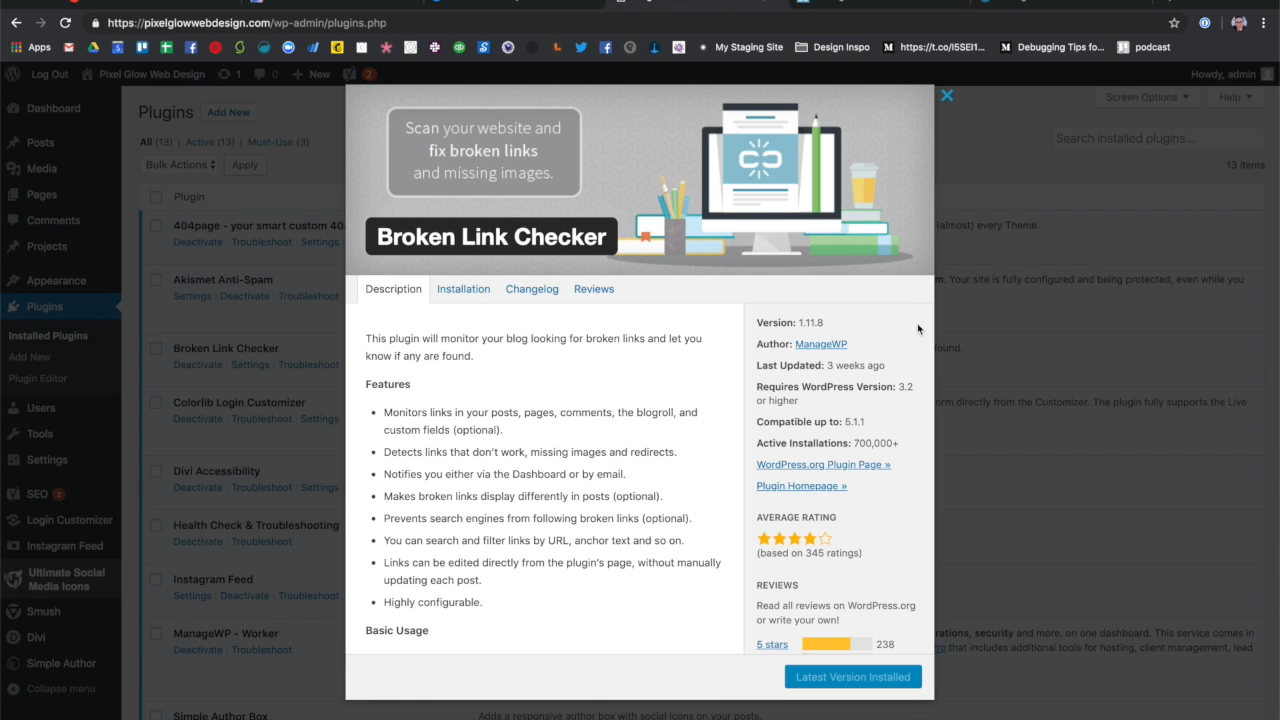 https://pixelglowwebdesign.com/wp-admin/plugins.php
Apps
My Staging Site
Design Inspo
https://t.co/I5SEI1...
Debugging Tips fo...
podcast
Log Out
Pixel Glow Web Design
1
0
New
2
Howdy, admin
Dashboard
Posts
Media
Pages
Comments
Projects
Appearance
Plugins
Installed Plugins
Add New
Plugin Editor
Users
Tools
Settings
SEO 3
Login Customizer
Instagram Feed
Ultimate Social
Media Icons
Smush
Divi
Simple Author
Collapse menu
Plugins
Add New
Screen Options
Help
All (13) | Active (13) | Must-Use (3)
Search installed plugins...
Bulk Actions
Apply
13 items
Plugin
404page - your smart custom 40
Deactivate | Troubleshoot | Settings
(almost) every Theme.
Akismet Anti-Spam
Settings | Deactivate | Troubleshoot
m. Your site is fully configured and being protected, even while you
Broken Link Checker
Deactivate | Settings | Troubleshoot
ound.
Colorlib Login Customizer
Deactivate | Troubleshoot | Settings
orm directly from the Customizer. The plugin fully supports the Live
Divi Accessibility
Deactivate | Troubleshoot | Settings
Health Check & Troubleshooting
Deactivate | Troubleshoot
Instagram Feed
Settings | Deactivate | Troubleshoot
ManageWP - Worker
Deactivate | Troubleshoot
rations, security and more, on one dashboard. This service comes in
that includes additional tools for hosting, client management, lead
Simple Author Box
Adds a responsive author box with social icons on your posts.
Scan your website and
fix broken links
and missing images.
Broken Link Checker
Description
Installation
Changelog
Reviews
This plugin will monitor your blog looking for broken links and let you
know if any are found.
Features
• Monitors links in your posts, pages, comments, the blogroll, and
custom fields (optional).
• Detects links that don't work, missing images and redirects.
• Notifies you either via the Dashboard or by email.
• Makes broken links display differently in posts (optional).
• Prevents search engines from following broken links (optional).
• You can search and filter links by URL, anchor text and so on.
• Links can be edited directly from the plugin's page, without manually
updating each post.
• Highly configurable.
Basic Usage
Version: 1.11.8
Author: ManageWP
Last Updated: 3 weeks ago
Requires WordPress Version: 3.2
or higher
Compatible up to: 5.1.1
Active Installations: 700,000+
WordPress.org Plugin Page »
Plugin Homepage »
AVERAGE RATING
(based on 345 ratings)
REVIEWS
Read all reviews on WordPress.org
or write your own!
5 stars
238
Latest Version Installed